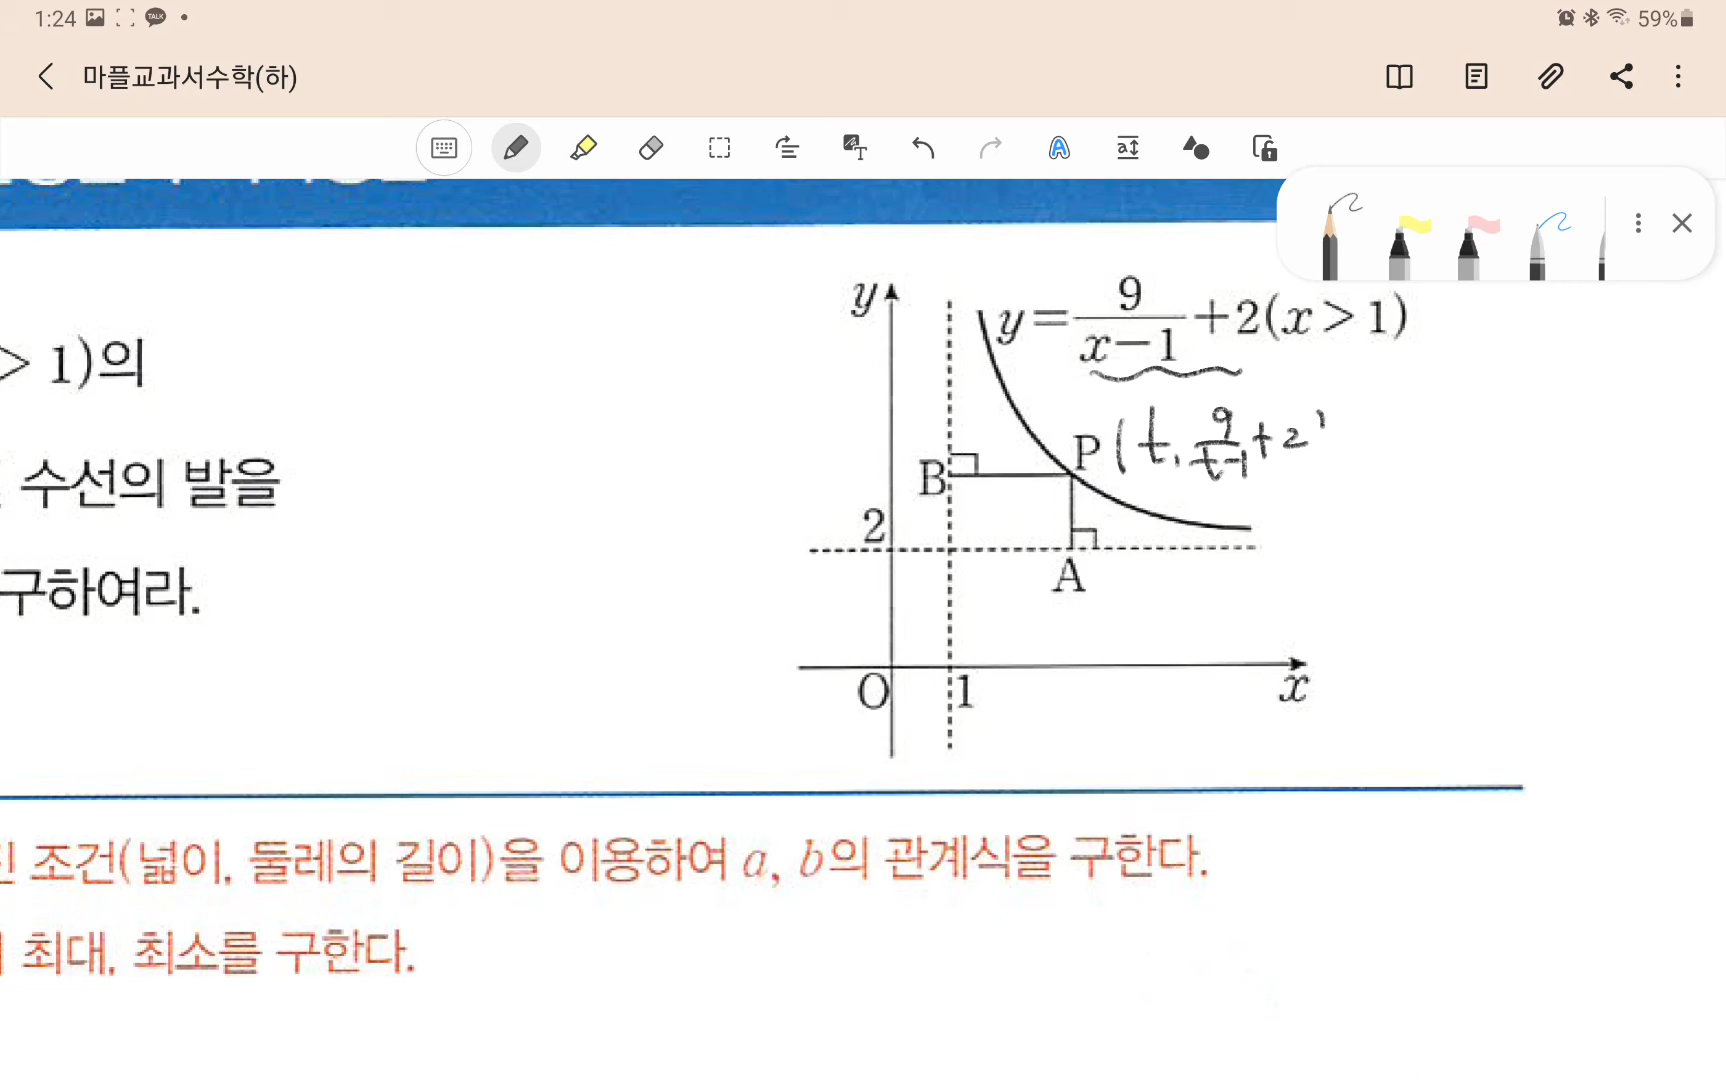 1:24 TALK 59%
마플교과서수학(하)
y
y=9/(x-1)+2(x>1)
> 1)의
P(t, 9/(t-1)+2
B
수선의 발을
2
A
구하여라.
O 1 x
조건(넓이, 둘레의 길이)을 이용하여 a, b의 관계식을 구한다.
최대, 최소를 구한다.